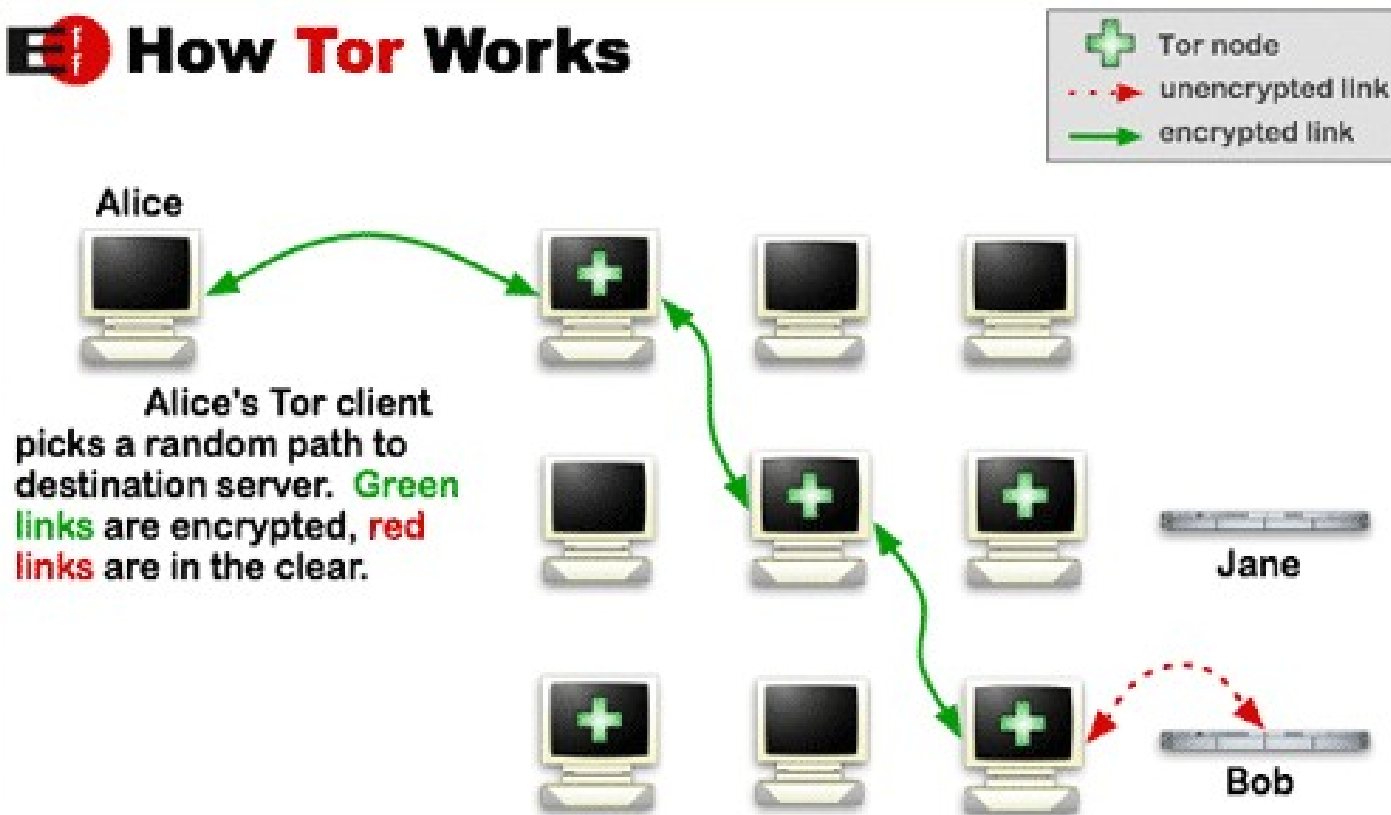 EFF How Tor Works
Tor node
unencrypted link
encrypted link
Alice
Alice's Tor client
picks a random path to
destination server. Green
links are encrypted, red
links are in the clear.
Jane
Bob